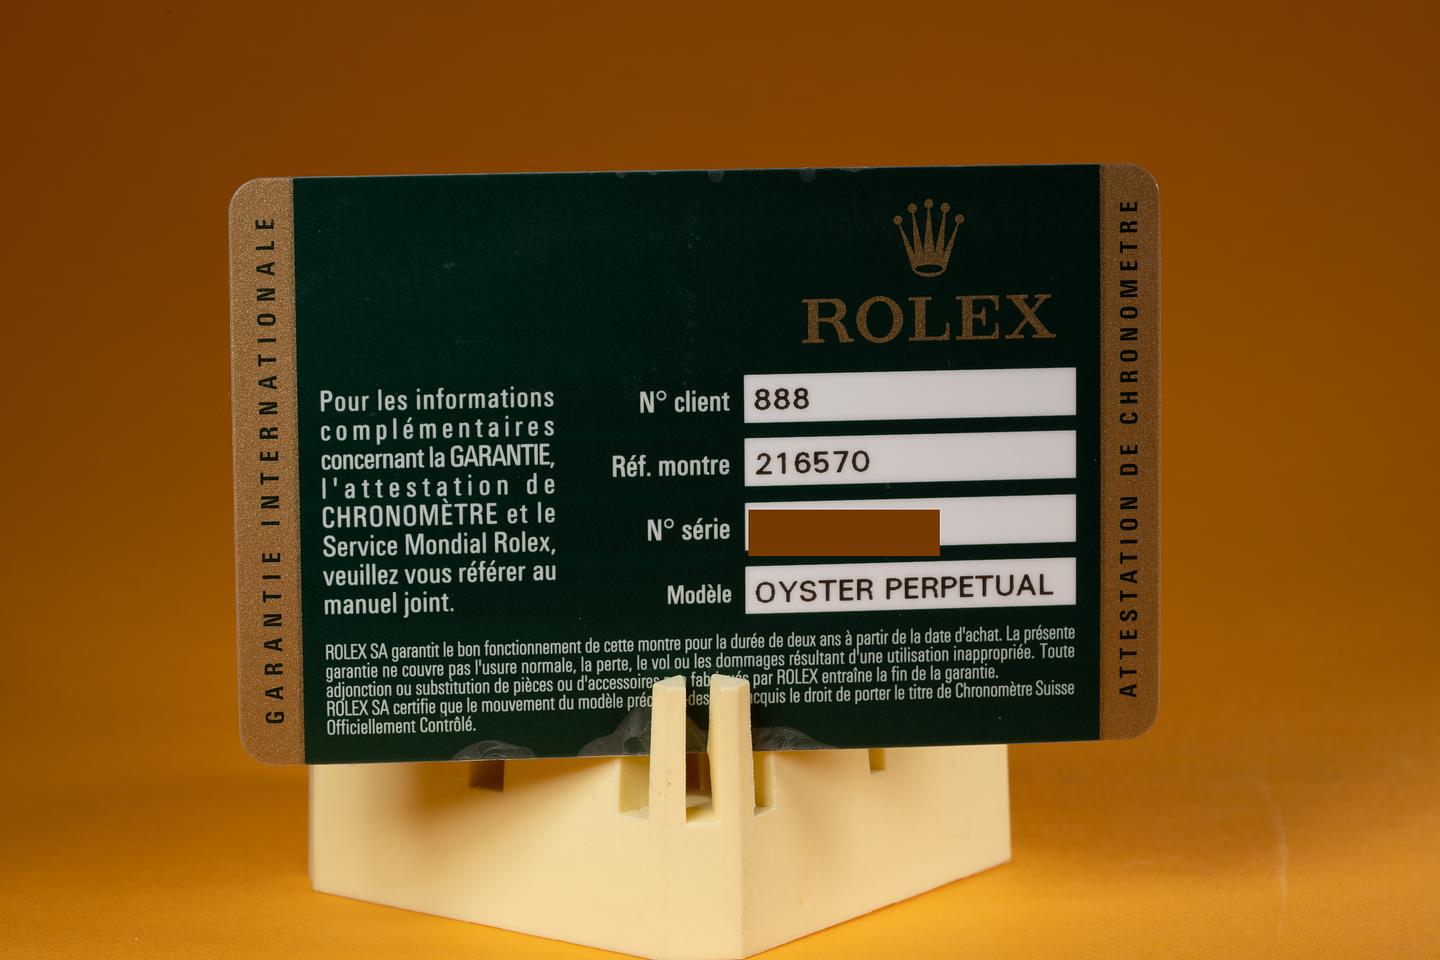 GARANTIE INTERNATIONALE
ROLEX
Pour les informations
complémentaires
concernant la GARANTIE,
l'attestation de
CHRONOMÈTRE et le
Service Mondial Rolex,
veuillez vous référer au
manuel joint.
N° client 888
Réf. montre 216570
N° série
Modèle OYSTER PERPETUAL
ROLEX SA garantit le bon fonctionnement de cette montre pour la durée de deux ans à partir de la date d'achat. La présente
garantie ne couvre pas l'usure normale, la perte, le vol ou les dommages résultant d'une utilisation inappropriée. Toute
adjonction ou substitution de pièces ou d'accessoires par ROLEX entraîne la fin de la garantie.
ROLEX SA certifie que le mouvement du modèle acquis le droit de porter le titre de Chronomètre Suisse
Officiellement Contrôlé.
ATTESTATION DE CHRONOMETRE